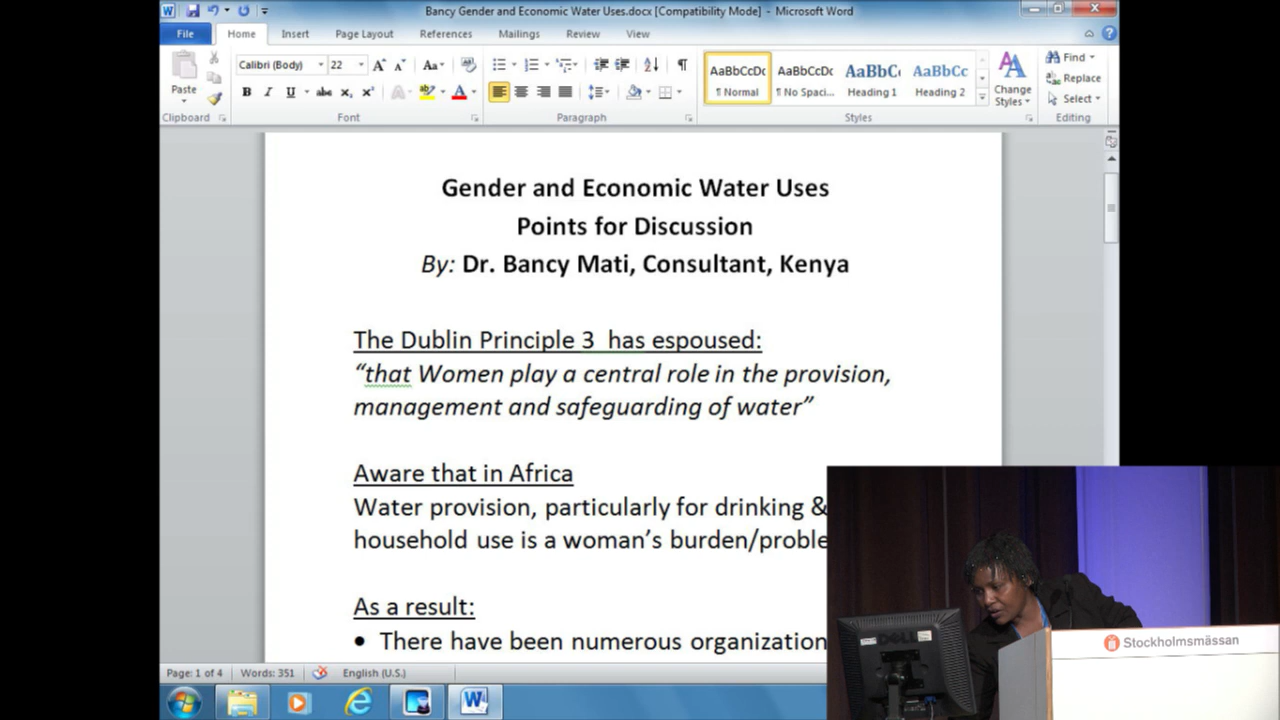 Bancy Gender and Economic Water Uses.docx [Compatibility Mode] - Microsoft Word
File Home Insert Page Layout References Mailings Review View
Calibri (Body) 22 Aa
Paste B I U abc x₂ x² A
AaBbCcDc AaBbCcDc AaBbC AaBbCc
¶ Normal ¶ No Spaci... Heading 1 Heading 2
Change Styles
Find
Replace
Select
Clipboard Font Paragraph Styles Editing
Gender and Economic Water Uses
Points for Discussion
By: Dr. Bancy Mati, Consultant, Kenya
The Dublin Principle 3 has espoused:
“that Women play a central role in the provision,
management and safeguarding of water”
Aware that in Africa
Water provision, particularly for drinking &
household use is a woman’s burden/proble
As a result:
• There have been numerous organization
Page: 1 of 4 Words: 351 English (U.S.)
DELL
Stockholmsmässan